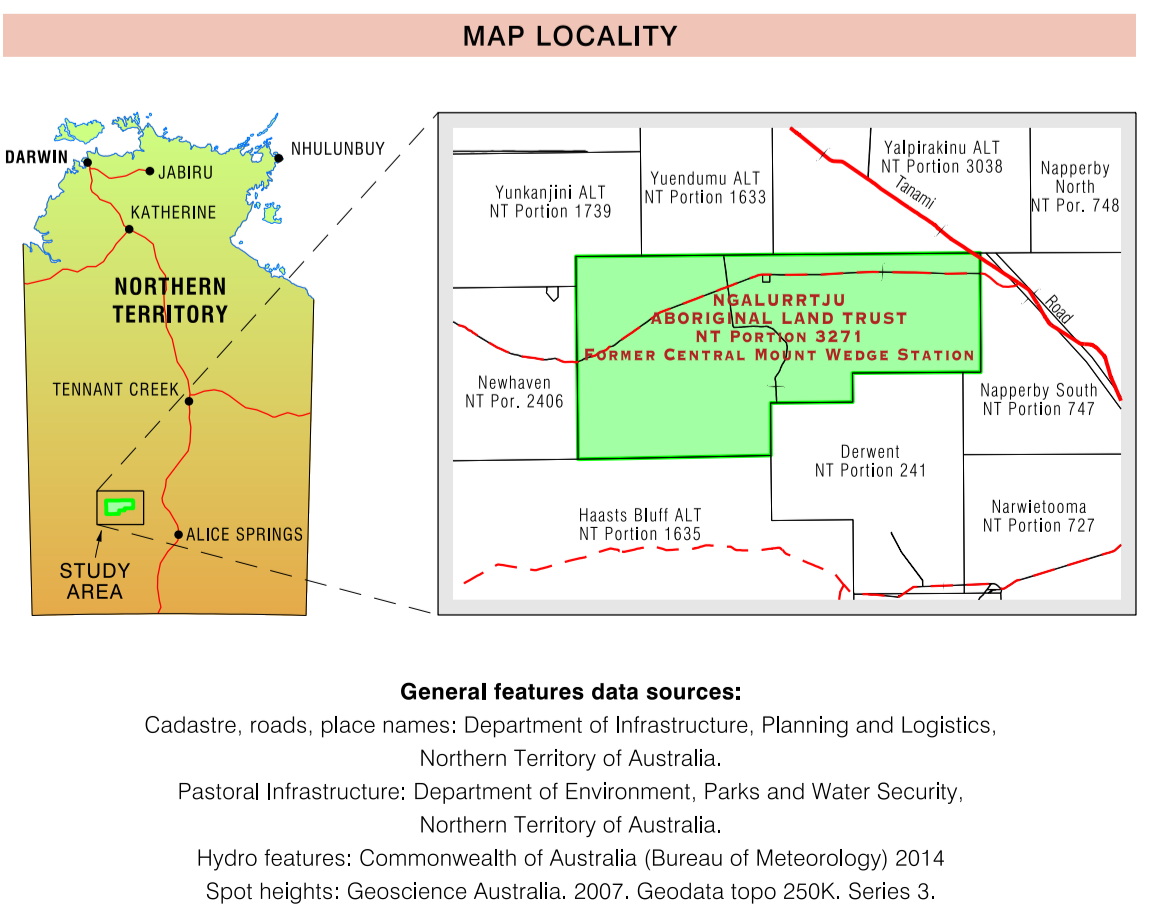 MAP LOCALITY
DARWIN
JABIRU
NHULUNBUY
KATHERINE
NORTHERN
TERRITORY
TENNANT CREEK
ALICE SPRINGS
STUDY
AREA
Yunkanjini ALT
NT Portion 1739
Yuendumu ALT
NT Portion 1633
Yalpirakinu ALT
NT Portion 3038
Napperby
North
NT Por. 748
Tanami
Road
NGALURRTJU
ABORIGINAL LAND TRUST
NT PORTION 3271
FORMER CENTRAL MOUNT WEDGE STATION
Newhaven
NT Por. 2406
Napperby South
NT Portion 747
Derwent
NT Portion 241
Haasts Bluff ALT
NT Portion 1635
Narwietooma
NT Portion 727
General features data sources:
Cadastre, roads, place names: Department of Infrastructure, Planning and Logistics,
Northern Territory of Australia.
Pastoral Infrastructure: Department of Environment, Parks and Water Security,
Northern Territory of Australia.
Hydro features: Commonwealth of Australia (Bureau of Meteorology) 2014
Spot heights: Geoscience Australia. 2007. Geodata topo 250K. Series 3.